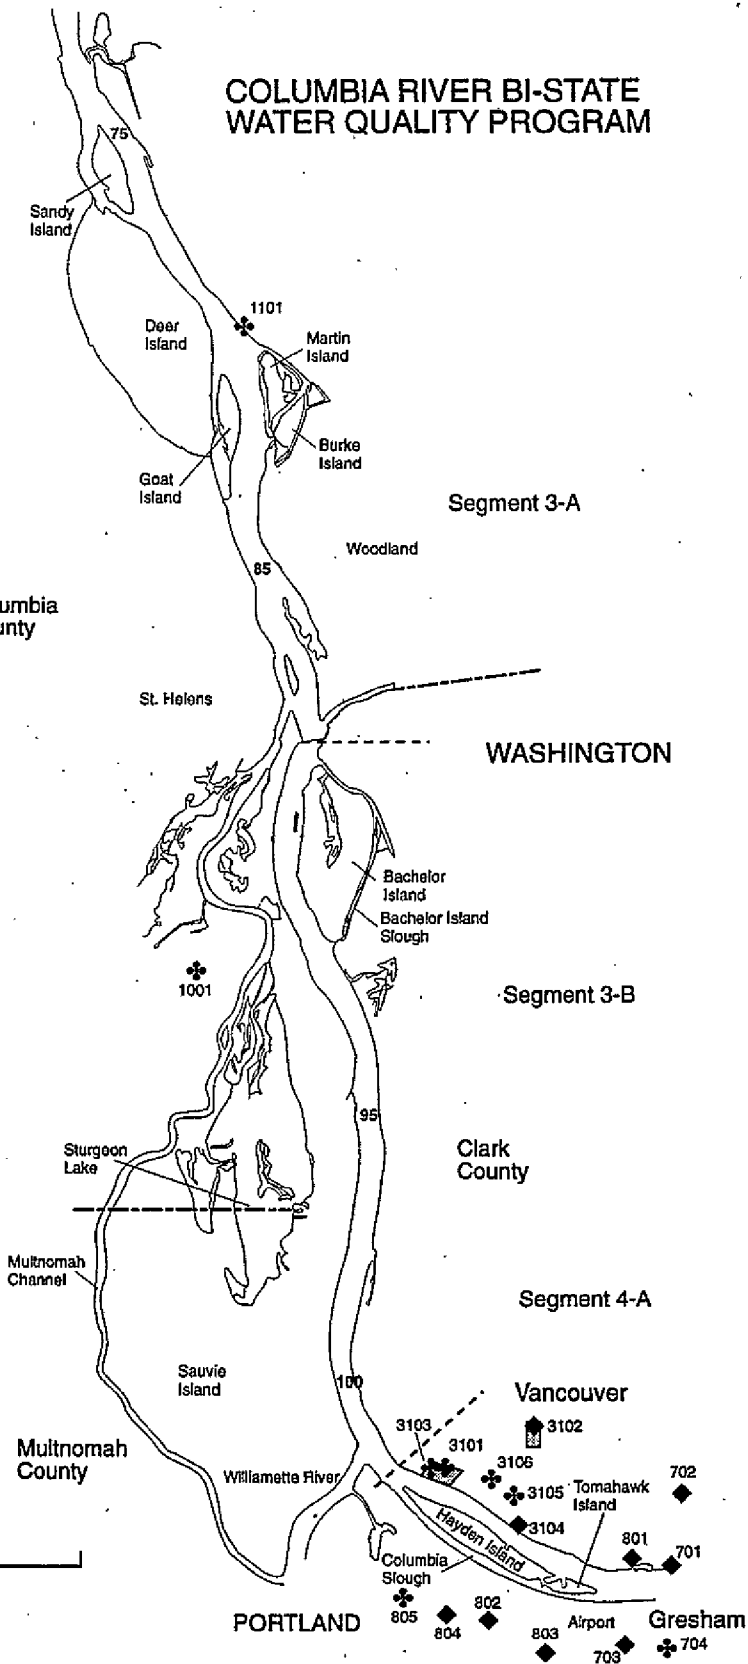 COLUMBIA RIVER BI-STATE
WATER QUALITY PROGRAM
75
Sandy
Island
1101
Deer
Island
Martin
Island
Burke
Island
Goat
Island
Segment 3-A
Woodland
85
umbia
unty
St. Helens
WASHINGTON
Bachelor
Island
Bachelor Island
Slough
1001
Segment 3-B
95
Sturgeon
Lake
Clark
County
Multnomah
Channel
Segment 4-A
Sauvie
Island
100
Vancouver
3103
3102
3101
Multnomah
County
Williamette River
3106
702
3105
Tomahawk
Island
3104
Hayden Island
801
701
Columbia
Slough
805
804
802
PORTLAND
Airport
Gresham
803
703
704